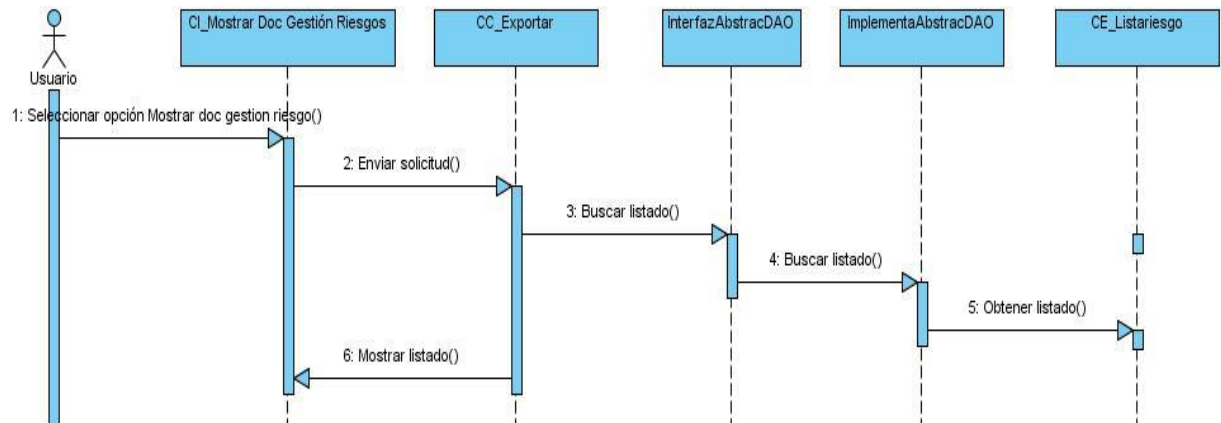 CI_Mostrar Doc Gestión Riesgos
CC_Exportar
InterfazAbstracDAO
ImplementaAbstracDAO
CE_Listariesgo
Usuario
1: Seleccionar opción Mostrar doc gestion riesgo()
2: Enviar solicitud()
3: Buscar listado()
4: Buscar listado()
5: Obtener listado()
6: Mostrar listado()